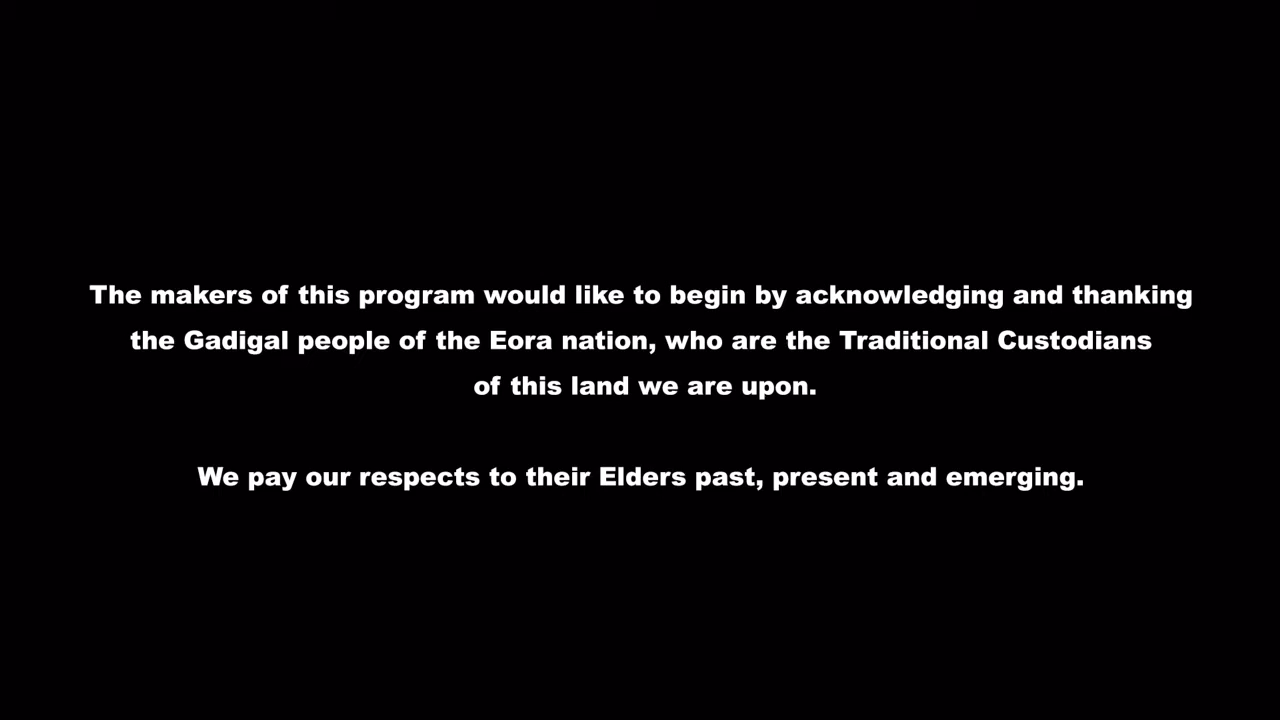 The makers of this program would like to begin by acknowledging and thanking
the Gadigal people of the Eora nation, who are the Traditional Custodians
of this land we are upon.
We pay our respects to their Elders past, present and emerging.